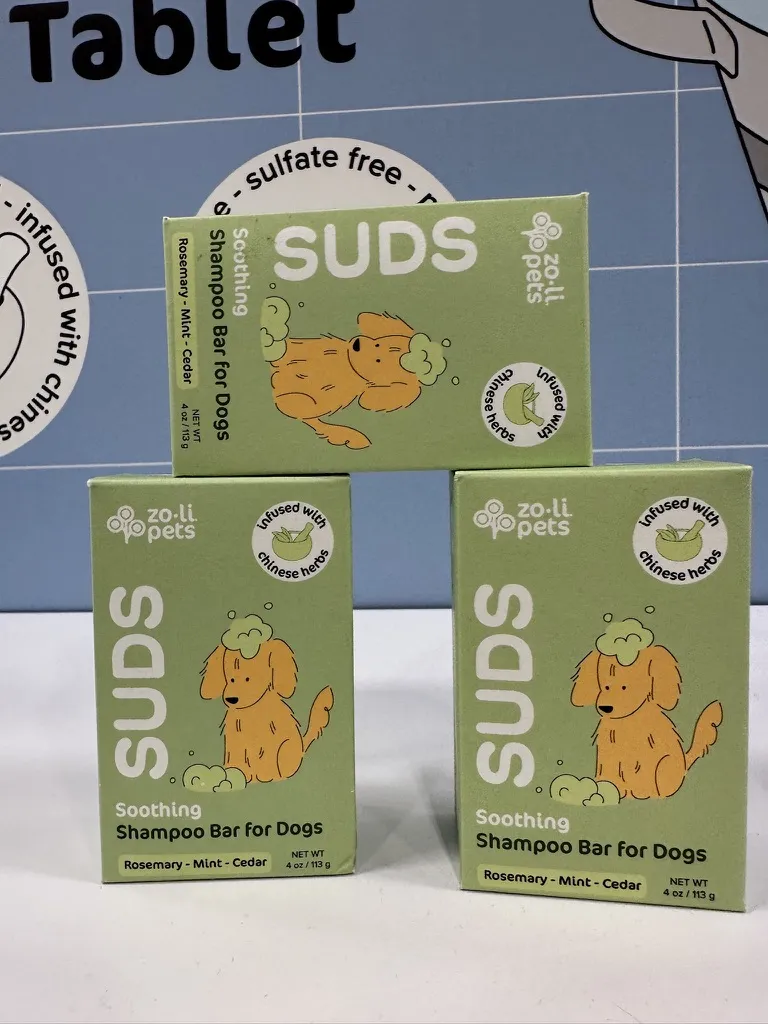 Tablet
- sulfate free -
- infused with chines
SUDS
Soothing
Shampoo Bar for Dogs
Rosemary - Mint - Cedar
NET WT
4 oz / 113 g
zo·li
pets
infused with
chinese herbs
zo·li
pets
infused with
chinese herbs
SUDS
Soothing
Shampoo Bar for Dogs
Rosemary - Mint - Cedar
NET WT
4 oz / 113 g
zo·li
pets
infused with
chinese herbs
SUDS
Soothing
Shampoo Bar for Dogs
Rosemary - Mint - Cedar
NET WT
4 oz / 113 g